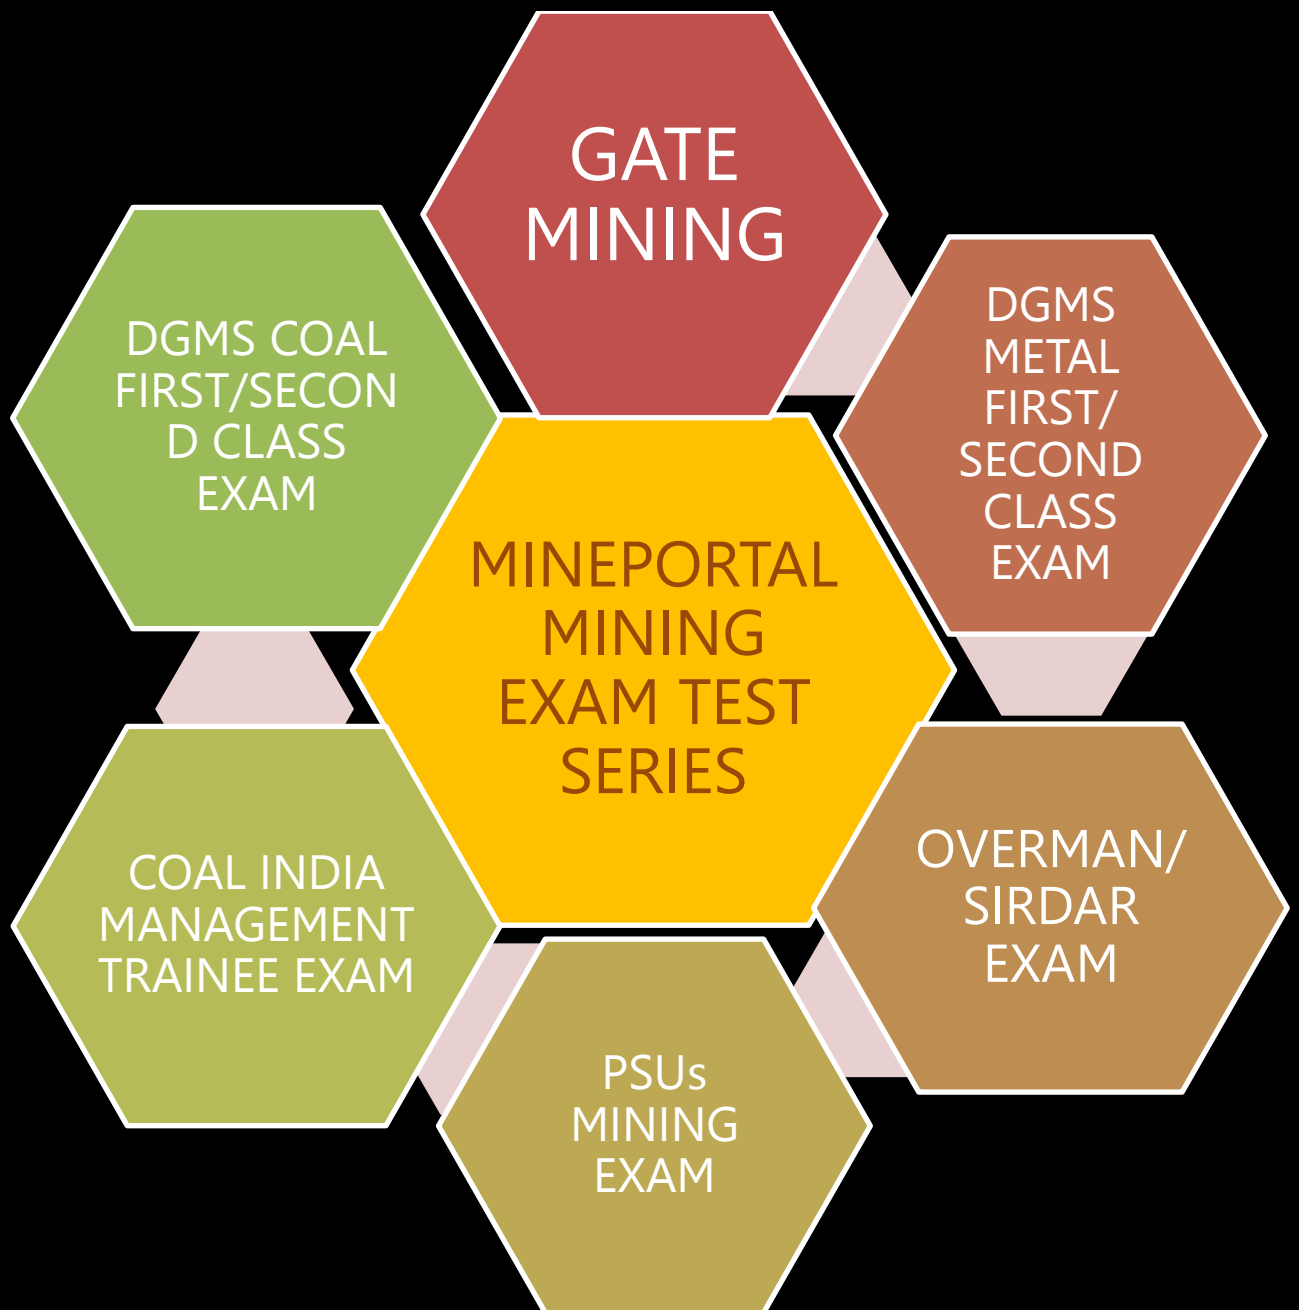 GATE
MINING
DGMS COAL
FIRST/SECON
D CLASS
EXAM
DGMS
METAL
FIRST/
SECOND
CLASS
EXAM
MINEPORTAL
MINING
EXAM TEST
SERIES
COAL INDIA
MANAGEMENT
TRAINEE EXAM
OVERMAN/
SIRDAR
EXAM
PSUs
MINING
EXAM